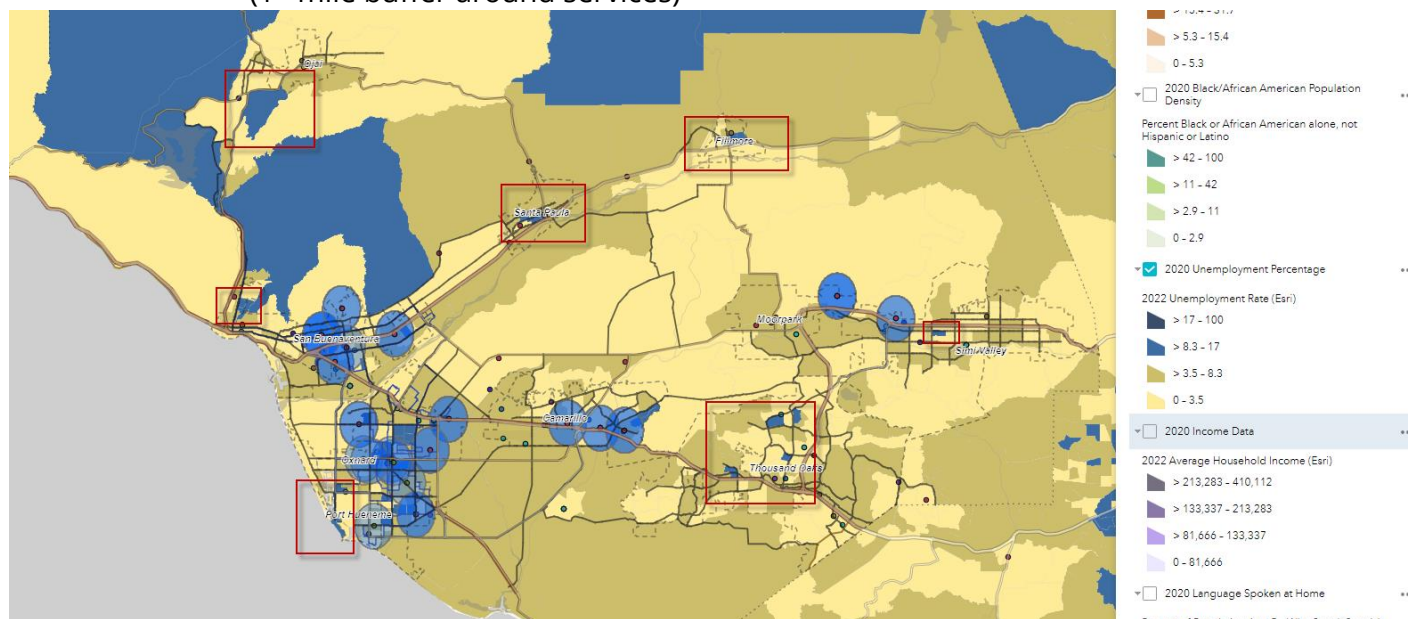 mile buffer around services)
Ojai
Fillmore
Santa Paula
San Buenaventura
Moorpark
Simi Valley
Camarillo
Oxnard
Thousand Oaks
Port Hueneme
> 5.3 - 15.4
0 - 5.3
2020 Black/African American Population
Density
Percent Black or African American alone, not
Hispanic or Latino
> 42 - 100
> 11 - 42
> 2.9 - 11
0 - 2.9
2020 Unemployment Percentage
2022 Unemployment Rate (Esri)
> 17 - 100
> 8.3 - 17
> 3.5 - 8.3
0 - 3.5
2020 Income Data
2022 Average Household Income (Esri)
> 213,283 - 410,112
> 133,337 - 213,283
> 81,666 - 133,337
0 - 81,666
2020 Language Spoken at Home